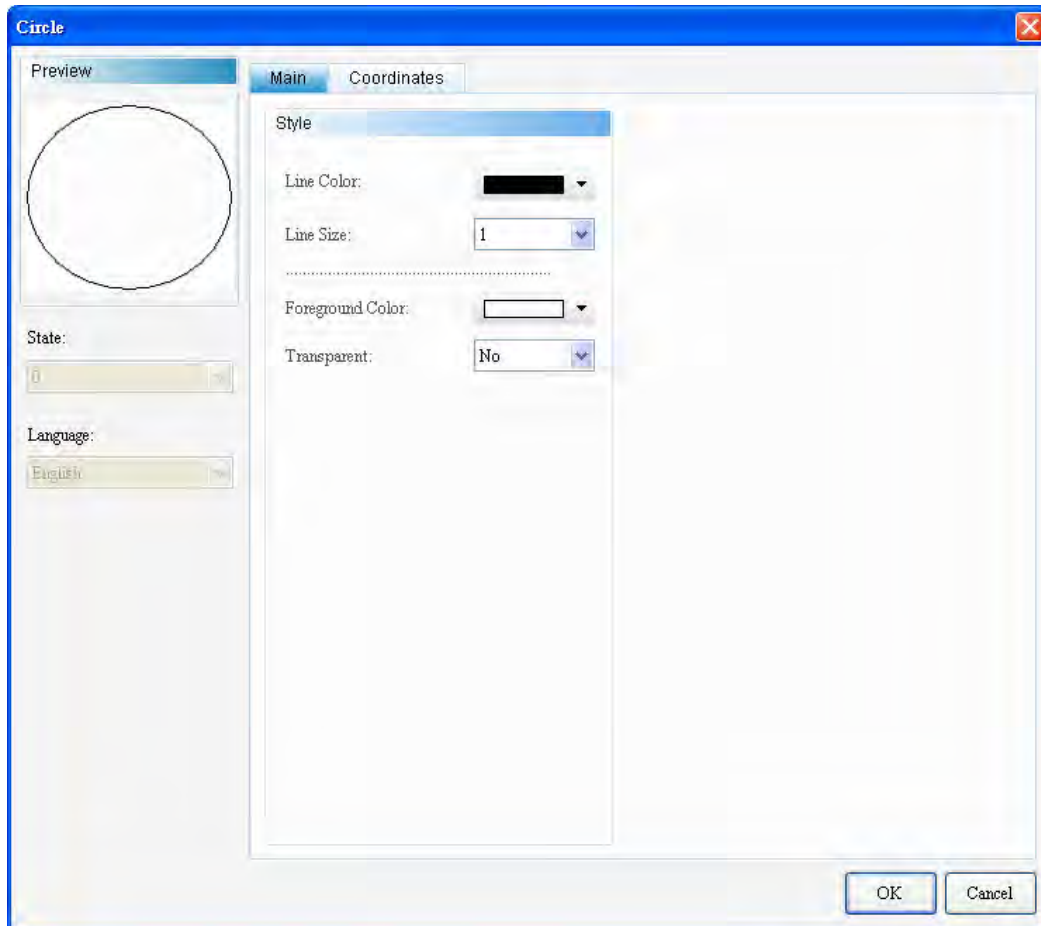 Circle
Preview
Main
Coordinates
Style
Line Color:
Line Size:
1
Foreground Color:
Transparent:
No
State:
0
Language:
English
OK
Cancel